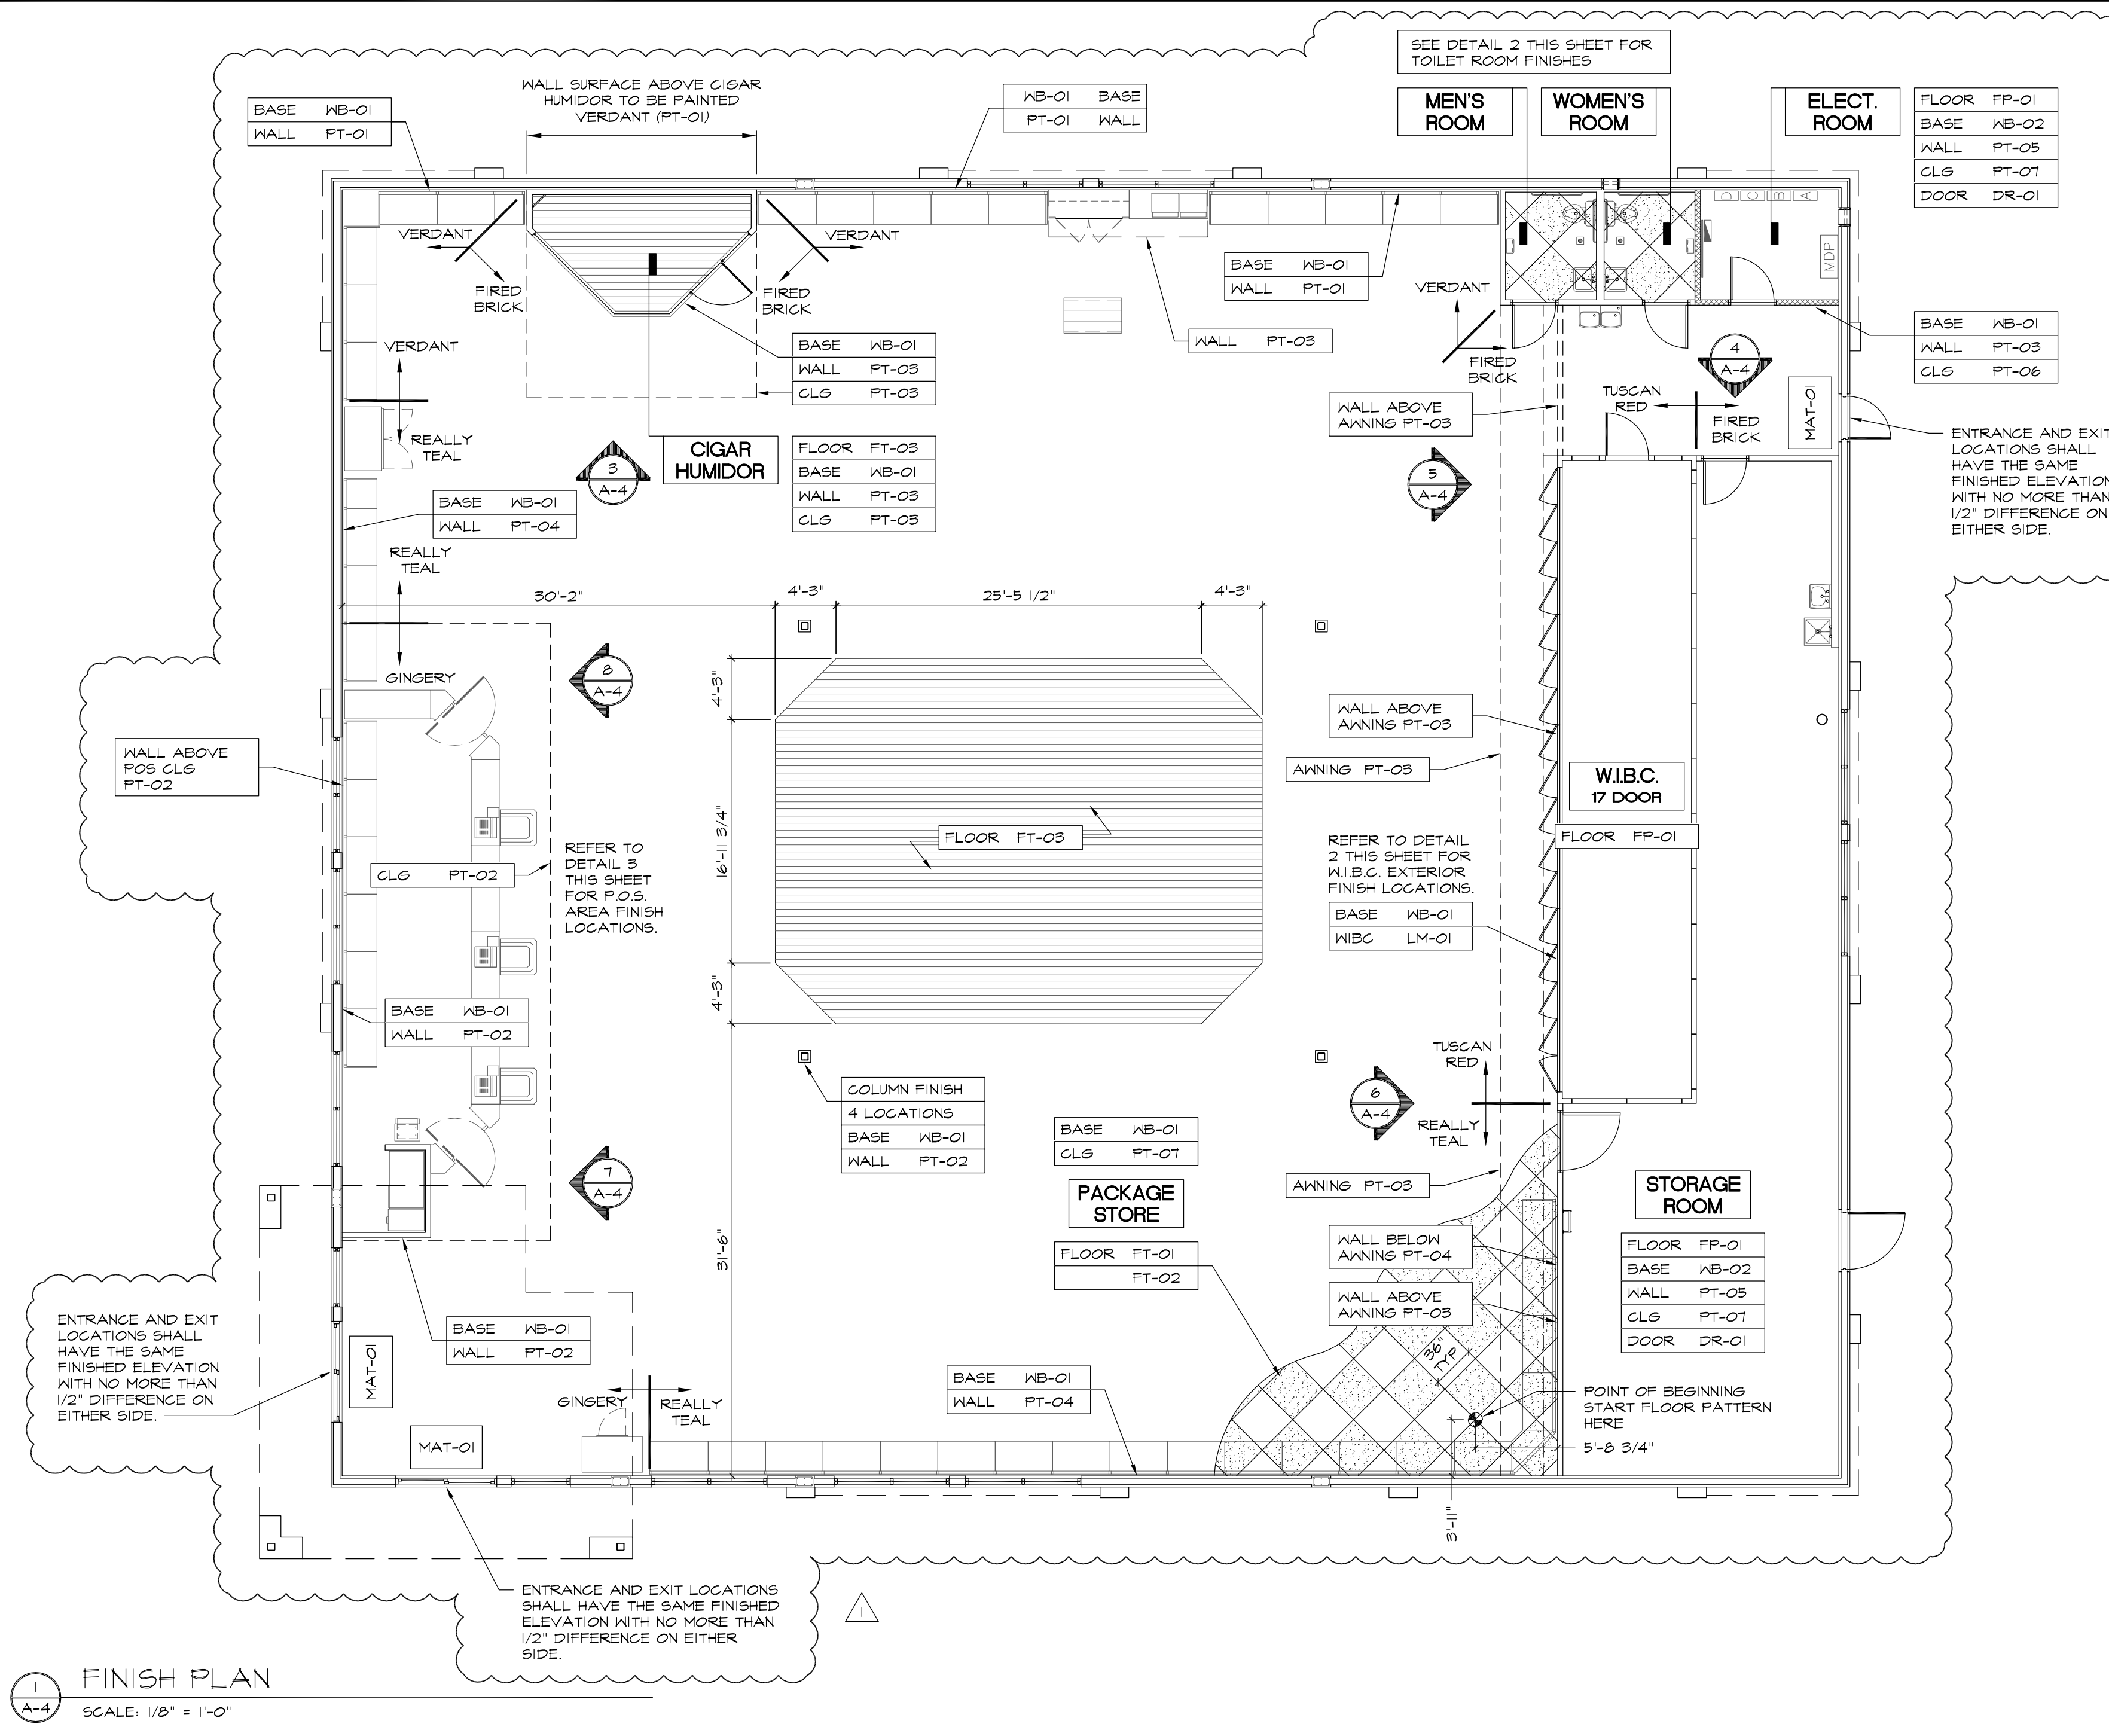 SEE DETAIL 2 THIS SHEET FOR
TOILET ROOM FINISHES
WALL SURFACE ABOVE CIGAR
HUMIDOR TO BE PAINTED
VERDANT (PT-01)
BASE WB-01
WALL PT-01
WB-01 BASE
PT-01 WALL
MEN'S
ROOM
WOMEN'S
ROOM
ELECT.
ROOM
FLOOR FP-01
BASE WB-02
WALL PT-05
CLG PT-07
DOOR DR-01
D C B A
MDP
VERDANT
FIRED
BRICK
VERDANT
FIRED
BRICK
BASE WB-01
WALL PT-01
VERDANT
FIRED
BRICK
WALL PT-03
BASE WB-01
WALL PT-03
CLG PT-06
BASE WB-01
WALL PT-03
CLG PT-03
VERDANT
REALLY
TEAL
4
A-4
TUSCAN
RED
FIRED
BRICK
MAT-01
WALL ABOVE
AWNING PT-03
ENTRANCE AND EXIT
LOCATIONS SHALL
HAVE THE SAME
FINISHED ELEVATION
WITH NO MORE THAN
1/2" DIFFERENCE ON
EITHER SIDE.
3
A-4
CIGAR
HUMIDOR
FLOOR FT-03
BASE WB-01
WALL PT-03
CLG PT-03
5
A-4
BASE WB-01
WALL PT-04
REALLY
TEAL
GINGERY
30'-2"
4'-3"
25'-5 1/2"
4'-3"
8
A-4
4'-3"
16'-11 3/4"
4'-3"
31'-6"
WALL ABOVE
POS CLG
PT-02
WALL ABOVE
AWNING PT-03
AWNING PT-03
W.I.B.C.
17 DOOR
FLOOR FP-01
FLOOR FT-03
CLG PT-02
REFER TO
DETAIL 3
THIS SHEET
FOR P.O.S.
AREA FINISH
LOCATIONS.
REFER TO DETAIL
2 THIS SHEET FOR
W.I.B.C. EXTERIOR
FINISH LOCATIONS.
BASE WB-01
WIBC LM-01
BASE WB-01
WALL PT-02
TUSCAN
RED
REALLY
TEAL
6
A-4
COLUMN FINISH
4 LOCATIONS
BASE WB-01
WALL PT-02
BASE WB-01
CLG PT-07
PACKAGE
STORE
FLOOR FT-01
FT-02
7
A-4
AWNING PT-03
WALL BELOW
AWNING PT-04
WALL ABOVE
AWNING PT-03
STORAGE
ROOM
FLOOR FP-01
BASE WB-02
WALL PT-05
CLG PT-07
DOOR DR-01
ENTRANCE AND EXIT
LOCATIONS SHALL
HAVE THE SAME
FINISHED ELEVATION
WITH NO MORE THAN
1/2" DIFFERENCE ON
EITHER SIDE.
MAT-01
BASE WB-01
WALL PT-02
36"
TYP
BASE WB-01
WALL PT-04
GINGERY
REALLY
TEAL
MAT-01
POINT OF BEGINNING
START FLOOR PATTERN
HERE
5'-8 3/4"
3'-11"
ENTRANCE AND EXIT LOCATIONS
SHALL HAVE THE SAME FINISHED
ELEVATION WITH NO MORE THAN
1/2" DIFFERENCE ON EITHER
SIDE.
1
1
A-4
FINISH PLAN
SCALE: 1/8" = 1'-0"